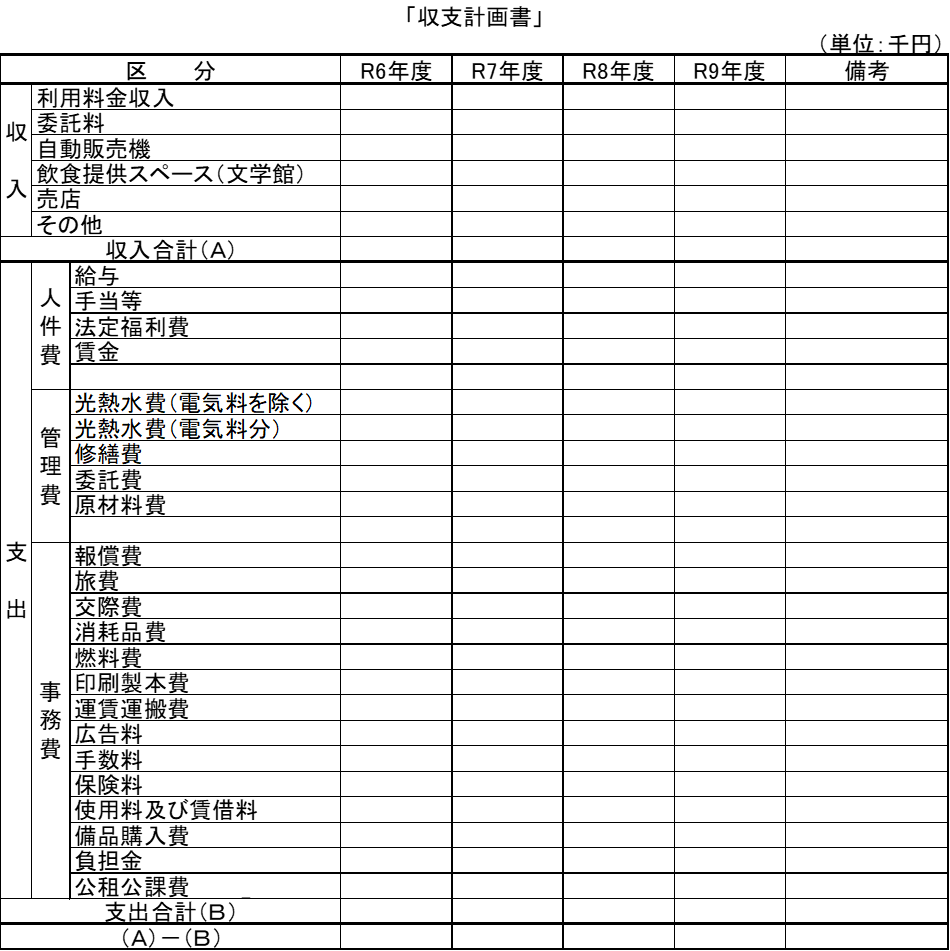 「収支計画書」
（単位：千円）
区　分 R6年度 R7年度 R8年度 R9年度 備考
収入
利用料金収入
委託料
自動販売機
飲食提供スペース（文学館）
売店
その他
収入合計（A）
支出
人件費
給与
手当等
法定福利費
賃金
管理費
光熱水費（電気料を除く）
光熱水費（電気料分）
修繕費
委託費
原材料費
事務費
報償費
旅費
交際費
消耗品費
燃料費
印刷製本費
運賃運搬費
広告料
手数料
保険料
使用料及び賃借料
備品購入費
負担金
公租公課費
支出合計（B）
（A）－（B）